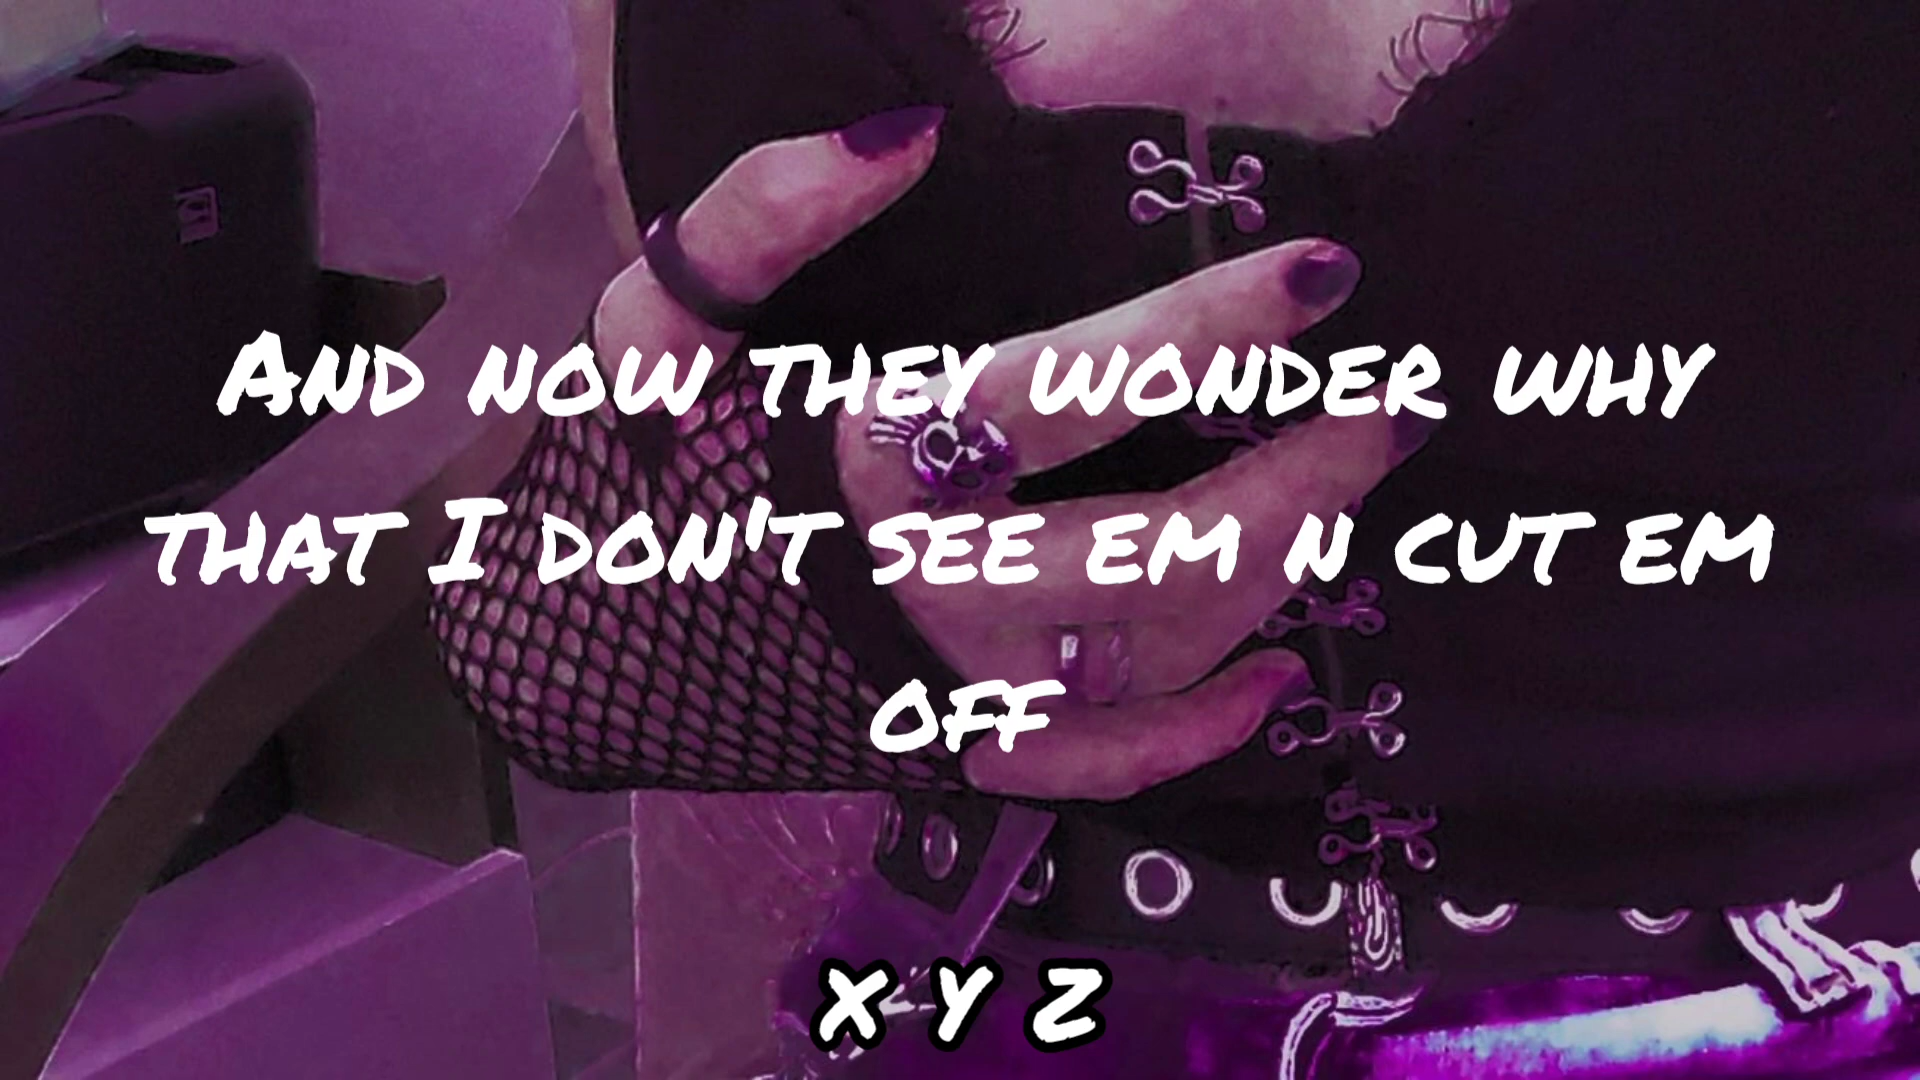 And now they wonder why
that I don't see em n cut em
off
X Y Z